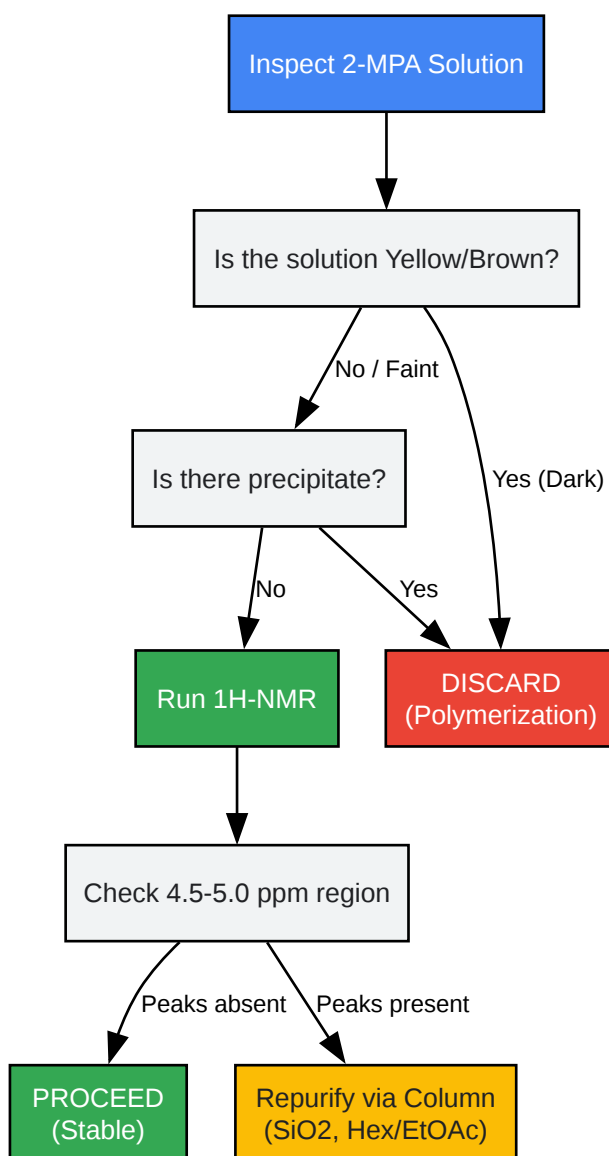 Inspect 2-MPA Solution
Is the solution Yellow/Brown?
No / Faint
Is there precipitate?
Yes (Dark)
No
Yes
Run 1H-NMR
DISCARD
(Polymerization)
Check 4.5-5.0 ppm region
Peaks absent
Peaks present
PROCEED
(Stable)
Repurify via Column
(SiO2, Hex/EtOAc)